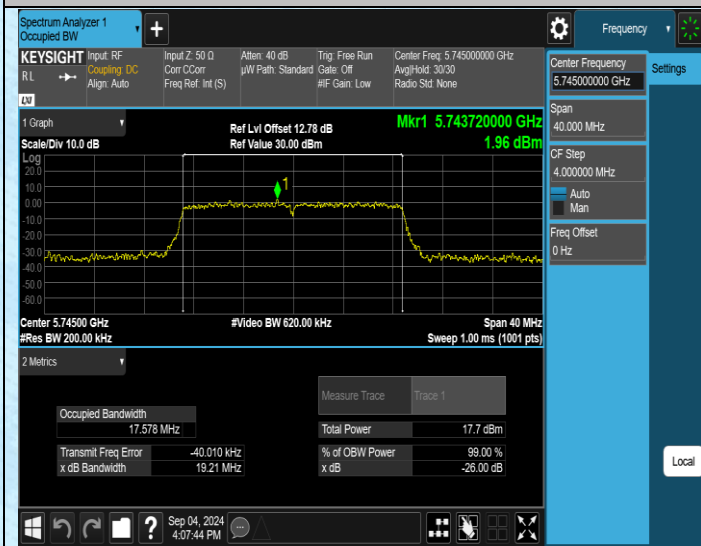 Spectrum Analyzer 1
Occupied BW
+
Frequency
KEYSIGHT
Input: RF
Input Z: 50 Ω
Atten: 40 dB
Trig: Free Run
Center Freq: 5.745000000 GHz
R L
Coupling: DC
Corr CCorr
µW Path: Standard
Gate: Off
Avg|Hold: 30/30
Align: Auto
Freq Ref: Int (S)
#IF Gain: Low
Radio Std: None
LXI
Center Frequency
5.745000000 GHz
Settings
Span
40.000 MHz
CF Step
4.000000 MHz
Auto
Man
Freq Offset
0 Hz
Local
1 Graph
Ref Lvl Offset 12.78 dB
Mkr1 5.743720000 GHz
Scale/Div 10.0 dB
Ref Value 30.00 dBm
1.96 dBm
Log
20.0
10.0
0.00
-10.0
-20.0
-30.0
-40.0
-50.0
-60.0
1
Center 5.74500 GHz
#Video BW 620.00 kHz
Span 40 MHz
#Res BW 200.00 kHz
Sweep 1.00 ms (1001 pts)
2 Metrics
Measure Trace
Trace 1
Occupied Bandwidth
17.578 MHz
Total Power
17.7 dBm
Transmit Freq Error
-40.010 kHz
% of OBW Power
99.00 %
x dB Bandwidth
19.21 MHz
x dB
-26.00 dB
?
Sep 04, 2024
4:07:44 PM